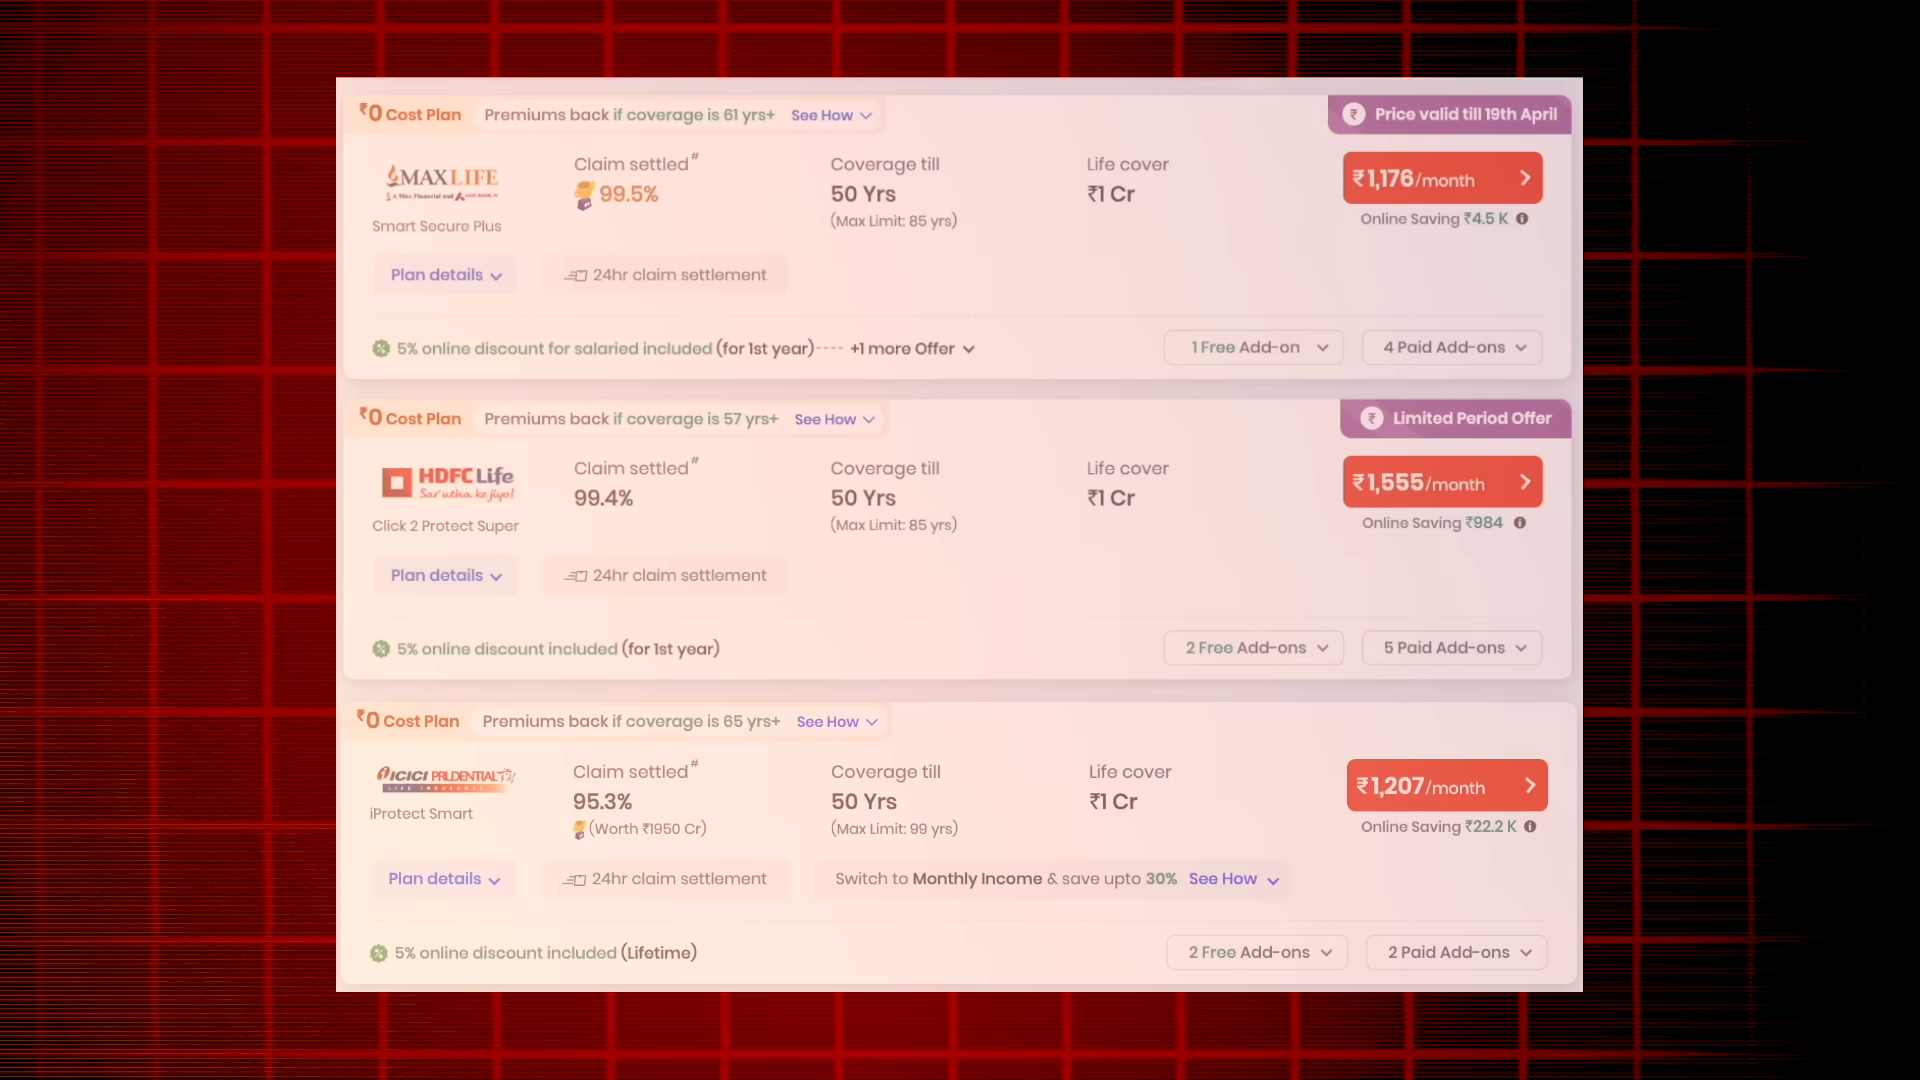 ₹0 Cost Plan Premiums back if coverage is 61 yrs+ See How
Price valid till 19th April
MAX LIFE
A Max Financial and
Smart Secure Plus
Claim settled#
99.5%
Coverage till
50 Yrs
(Max Limit: 85 yrs)
Life cover
₹1 Cr
₹1,176/month
Online Saving ₹4.5 K
Plan details
24hr claim settlement
5% online discount for salaried included (for 1st year)---- +1 more Offer
1 Free Add-on
4 Paid Add-ons
₹0 Cost Plan Premiums back if coverage is 57 yrs+ See How
Limited Period Offer
HDFC Life
Sar utha ke jiyo!
Click 2 Protect Super
Claim settled#
99.4%
Coverage till
50 Yrs
(Max Limit: 85 yrs)
Life cover
₹1 Cr
₹1,555/month
Online Saving ₹984
Plan details
24hr claim settlement
5% online discount included (for 1st year)
2 Free Add-ons
5 Paid Add-ons
₹0 Cost Plan Premiums back if coverage is 65 yrs+ See How
ICICI PRUDENTIAL
LIFE INSURANCE
iProtect Smart
Claim settled#
95.3%
(Worth ₹1950 Cr)
Coverage till
50 Yrs
(Max Limit: 99 yrs)
Life cover
₹1 Cr
₹1,207/month
Online Saving ₹22.2 K
Plan details
24hr claim settlement
Switch to Monthly Income & save upto 30% See How
5% online discount included (Lifetime)
2 Free Add-ons
2 Paid Add-ons